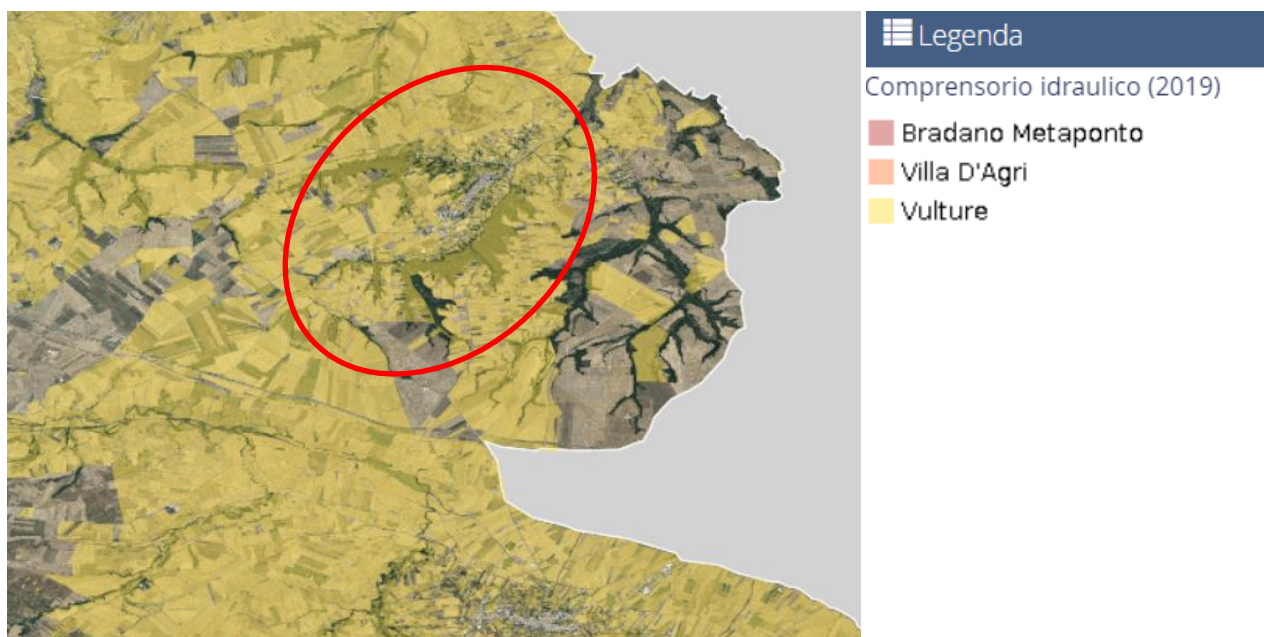 Legenda
Comprensorio idraulico (2019)
Bradano Metaponto
Villa D'Agri
Vulture